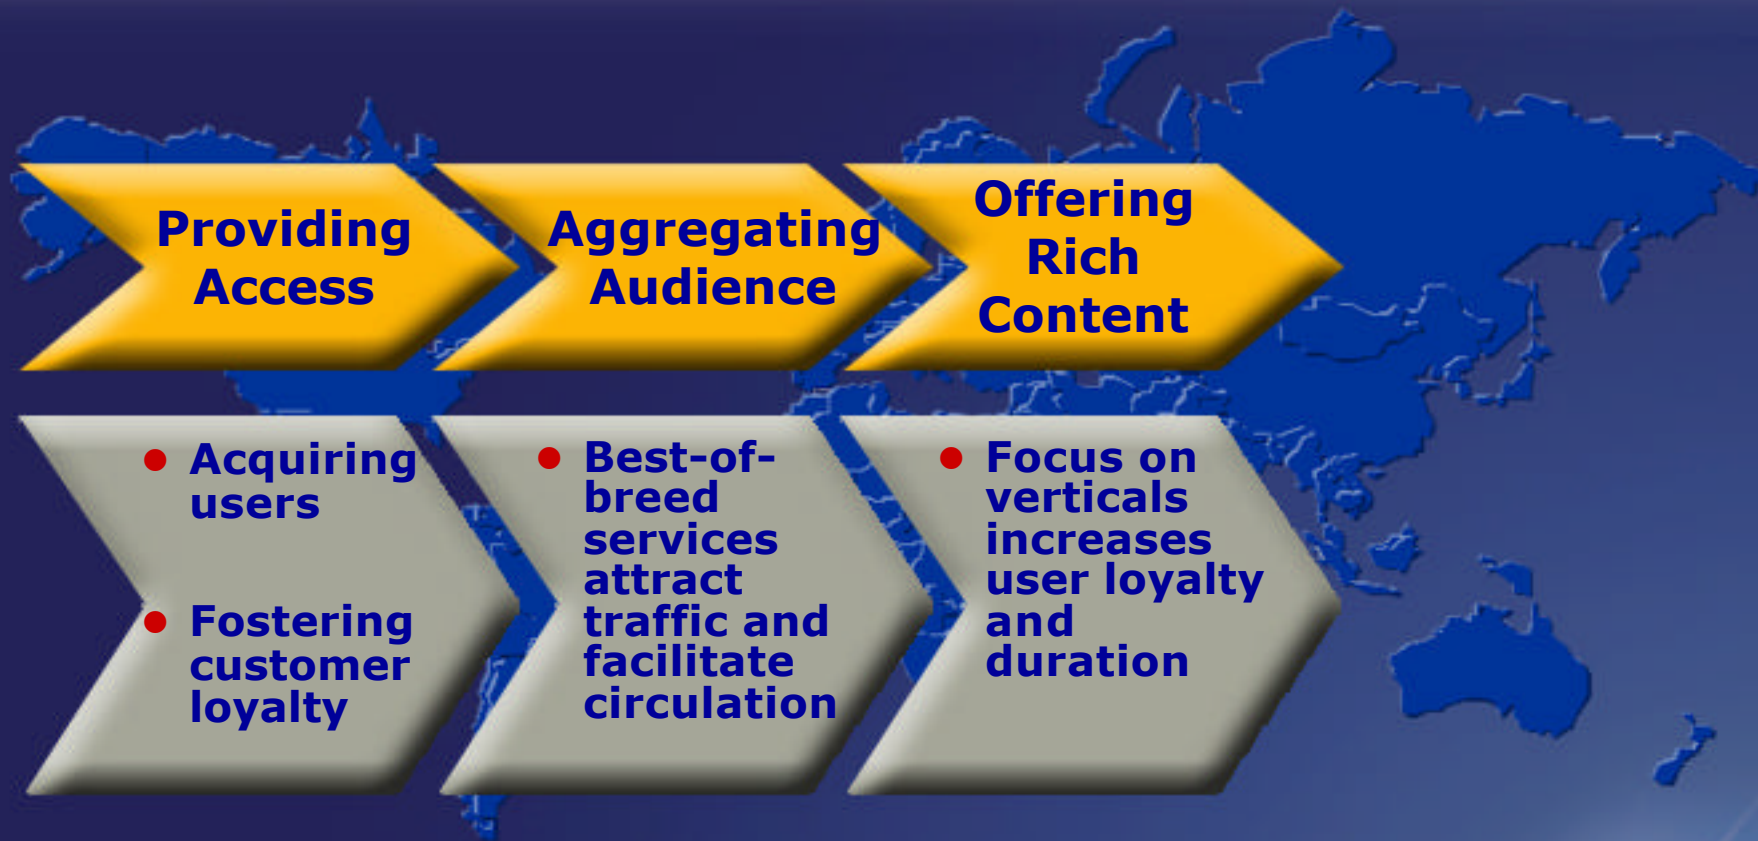 Providing
Access
Aggregating
Audience
Offering
Rich
Content
• Acquiring
users
• Fostering
customer
loyalty
• Best-of-
breed
services
attract
traffic and
facilitate
circulation
• Focus on
verticals
increases
user loyalty
and
duration